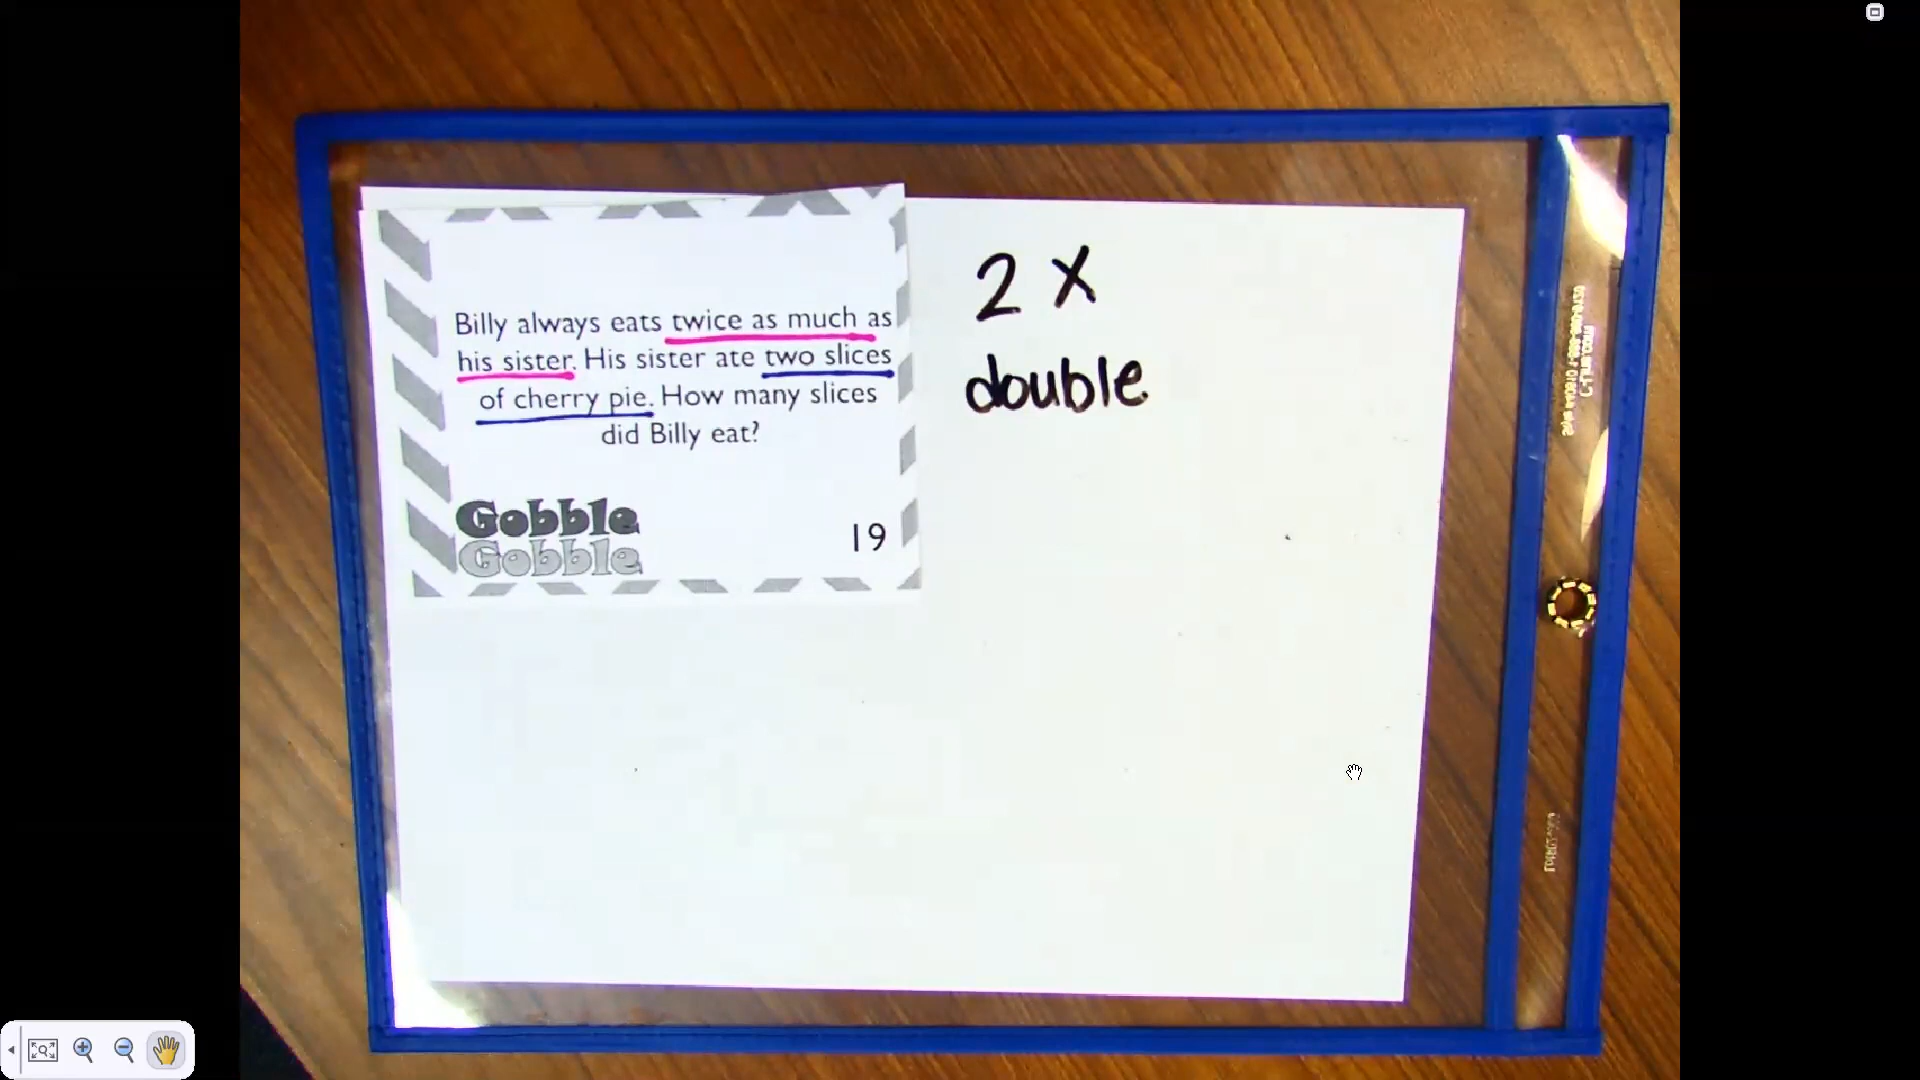 Billy always eats twice as much as
his sister. His sister ate two slices
of cherry pie. How many slices
did Billy eat?
Gobble
Gobble
19
2 x
double